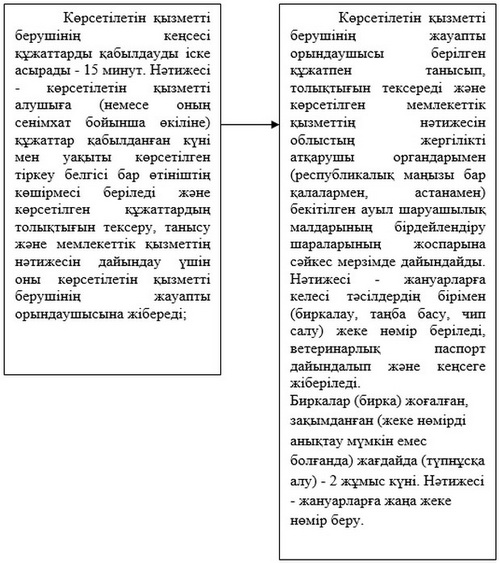 Көрсетілетін қызметті
берушінің кеңсесі
құжаттарды қабылдауды іске
асырады - 15 минут. Нәтижесі
- көрсетілетін қызметті
алушыға (немесе оның
сенімхат бойынша өкіліне)
құжаттар қабылданған күні
мен уақыты көрсетілген
тіркеу белгісі бар өтініштің
көшірмесі беріледі және
көрсетілген құжаттардың
толықтығын тексеру, танысу
және мемлекеттік қызметтің
нәтижесін дайындау үшін
оны көрсетілетін қызметті
берушінің жауапты
орындаушысына жібереді;
Көрсетілетін қызметті
берушінің жауапты
орындаушысы берілген
құжатпен танысып,
толықтығын тексереді және
көрсетілген мемлекеттік
қызметтің нәтижесін
облыстың жергілікті
атқарушы органдарымен
(республикалық маңызы бар
қалалармен, астанамен)
бекітілген ауыл шаруашылық
малдарының бірдейлендіру
шараларының жоспарына
сәйкес мерзімде дайындайды.
Нәтижесі - жануарларға
келесі тәсілдердің бірімен
(биркалау, таңба басу, чип
салу) жеке нөмір беріледі,
ветеринарлық паспорт
дайындалып және кеңсеге
жіберіледі.
Биркалар (бирка) жоғалған,
зақымданған (жеке нөмірді
анықтау мүмкін емес
болғанда) жағдайда (түпнұсқа
алу) - 2 жұмыс күні. Нәтижесі
- жануарларға жаңа жеке
нөмір беру.